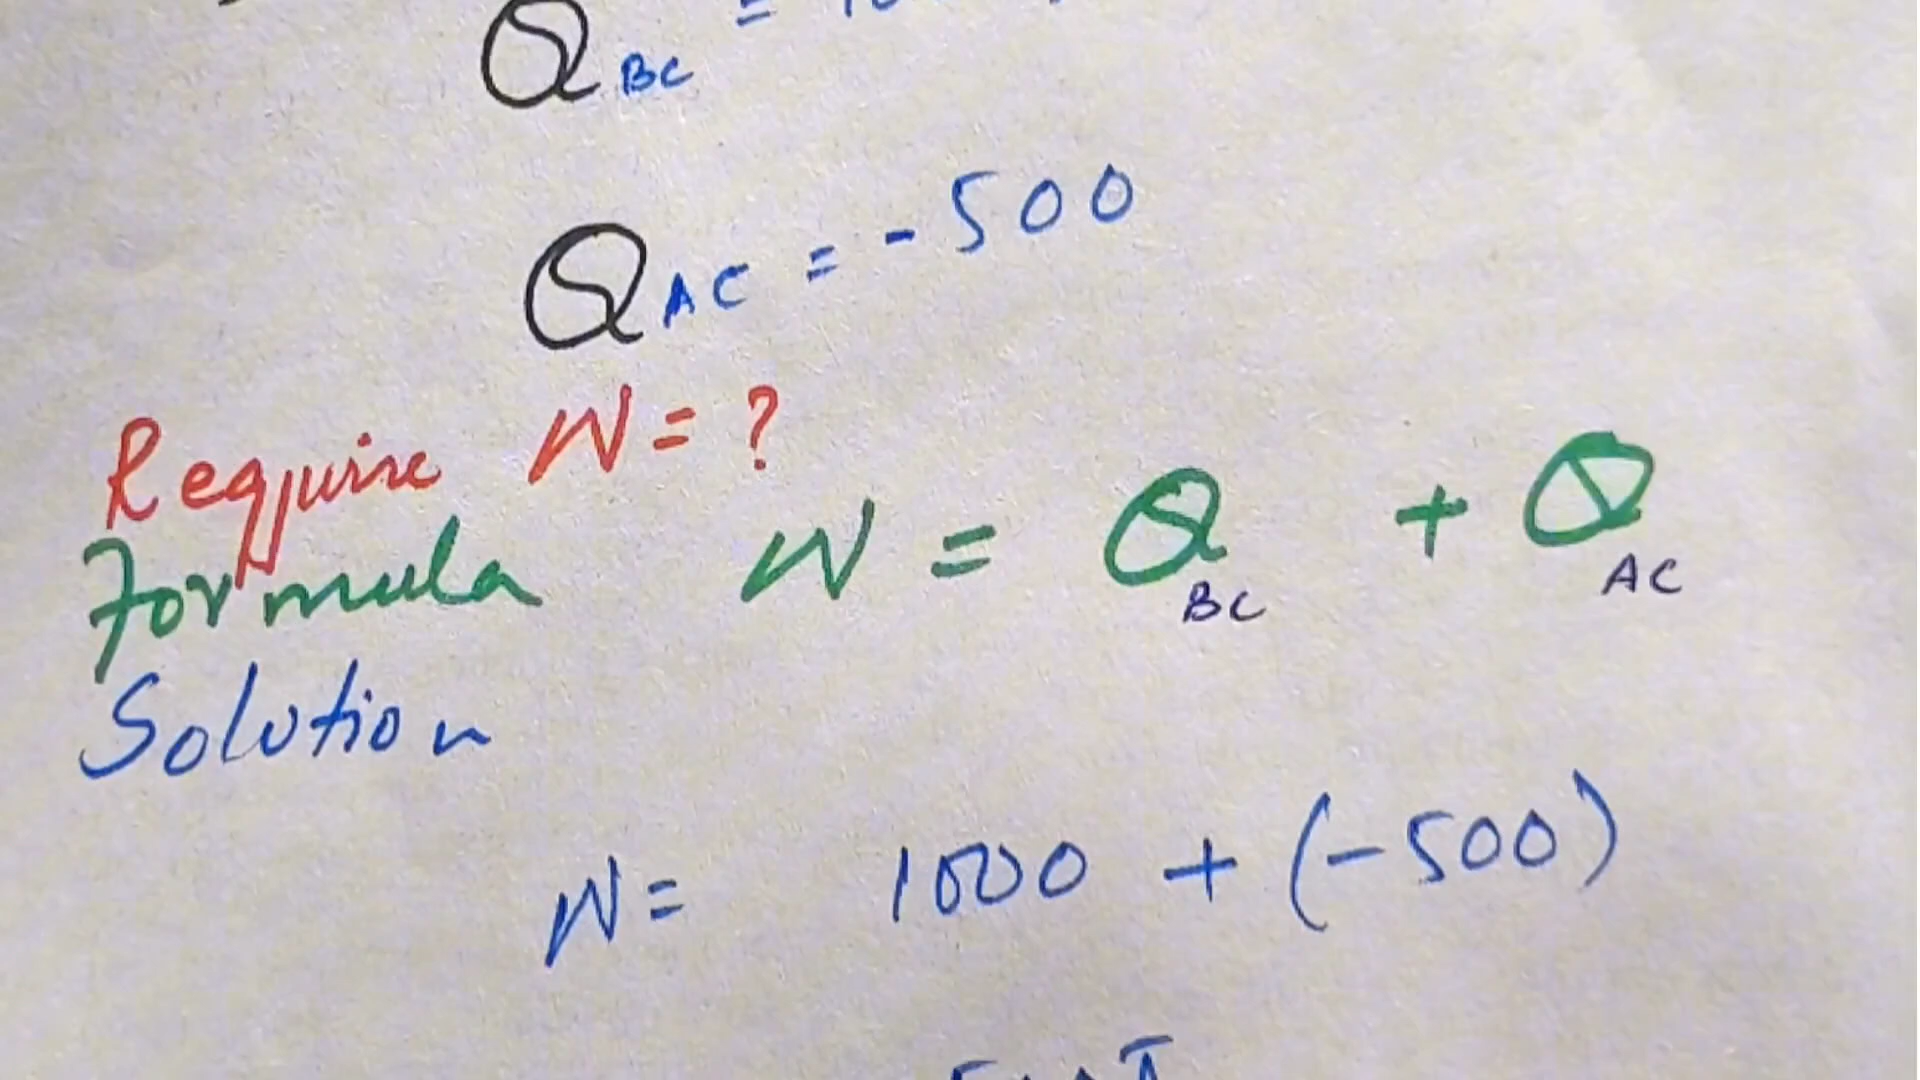 Q BC =
Q AC = - 500
Require W = ?
Formula W = Q BC + Q AC
Solution
W = 1000 + (-500)